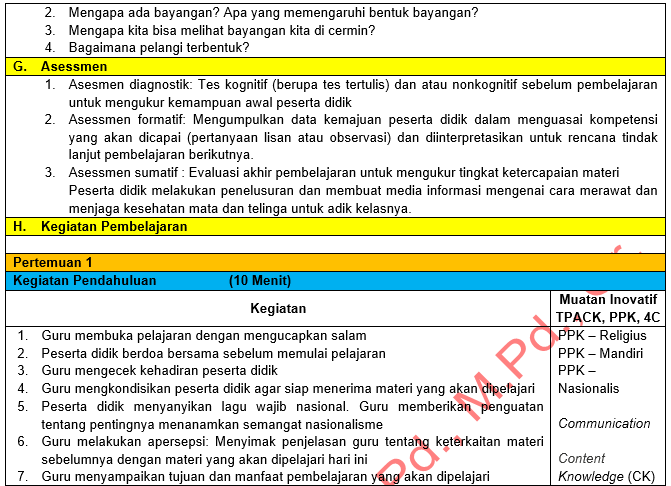 2. Mengapa ada bayangan? Apa yang memengaruhi bentuk bayangan?
3. Mengapa kita bisa melihat bayangan kita di cermin?
4. Bagaimana pelangi terbentuk?
G. Asessmen
1. Asesmen diagnostik: Tes kognitif (berupa tes tertulis) dan atau nonkognitif sebelum pembelajaran
untuk mengukur kemampuan awal peserta didik
2. Assessmen formatif: Mengumpulkan data kemajuan peserta didik dalam menguasai kompetensi
yang akan dicapai (pertanyaan lisan atau observasi) dan diinterpretasikan untuk rencana tindak
lanjut pembelajaran berikutnya.
3. Asessmen sumatif : Evaluasi akhir pembelajaran untuk mengukur tingkat ketercapaian materi
Peserta didik melakukan penelusuran dan membuat media informasi mengenai cara merawat dan
menjaga kesehatan mata dan telinga untuk adik kelasnya.
H. Kegiatan Pembelajaran
Pertemuan 1
Kegiatan Pendahuluan (10 Menit)
Kegiatan
Muatan Inovatif
TPACK, PPK, 4C
1. Guru membuka pelajaran dengan mengucapkan salam
2. Peserta didik berdoa bersama sebelum memulai pelajaran
3. Guru mengecek kehadiran peserta didik
4. Guru mengkondisikan peserta didik agar siap menerima materi yang akan dipelajari
5. Peserta didik menyanyikan lagu wajib nasional. Guru memberikan penguatan
tentang pentingnya menanamkan semangat nasionalisme
6. Guru melakukan apersepsi: Menyimak penjelasan guru tentang keterkaitan materi
sebelumnya dengan materi yang akan dipelajari hari ini
7. Guru menyampaikan tujuan dan manfaat pembelajaran yang akan dipelajari
PPK – Religius
PPK – Mandiri
PPK –
Nasionalis
Communication
Content
Knowledge (CK)
Pd., M.Pd.,